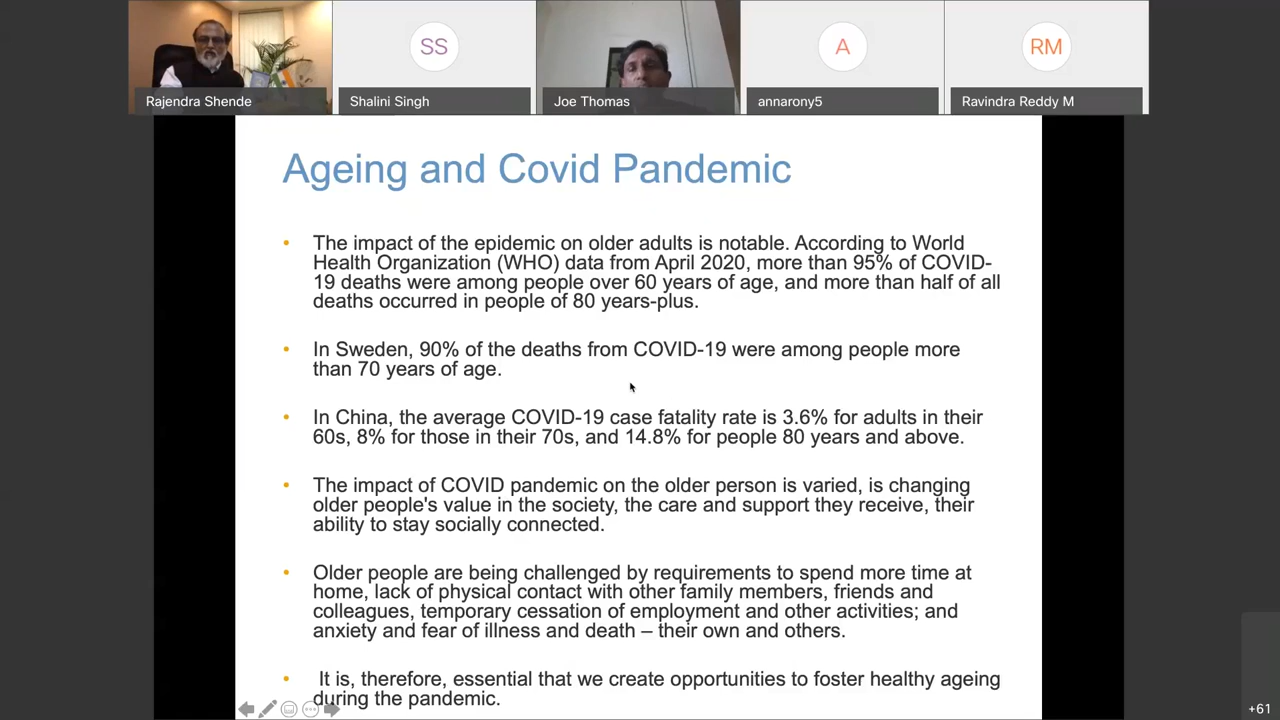 SS
A
RM
Rajendra Shende
Shalini Singh
Joe Thomas
annarony5
Ravindra Reddy M
Ageing and Covid Pandemic
• The impact of the epidemic on older adults is notable. According to World
Health Organization (WHO) data from April 2020, more than 95% of COVID-
19 deaths were among people over 60 years of age, and more than half of all
deaths occurred in people of 80 years-plus.
• In Sweden, 90% of the deaths from COVID-19 were among people more
than 70 years of age.
• In China, the average COVID-19 case fatality rate is 3.6% for adults in their
60s, 8% for those in their 70s, and 14.8% for people 80 years and above.
• The impact of COVID pandemic on the older person is varied, is changing
older people's value in the society, the care and support they receive, their
ability to stay socially connected.
• Older people are being challenged by requirements to spend more time at
home, lack of physical contact with other family members, friends and
colleagues, temporary cessation of employment and other activities; and
anxiety and fear of illness and death – their own and others.
• It is, therefore, essential that we create opportunities to foster healthy ageing
during the pandemic.
+61